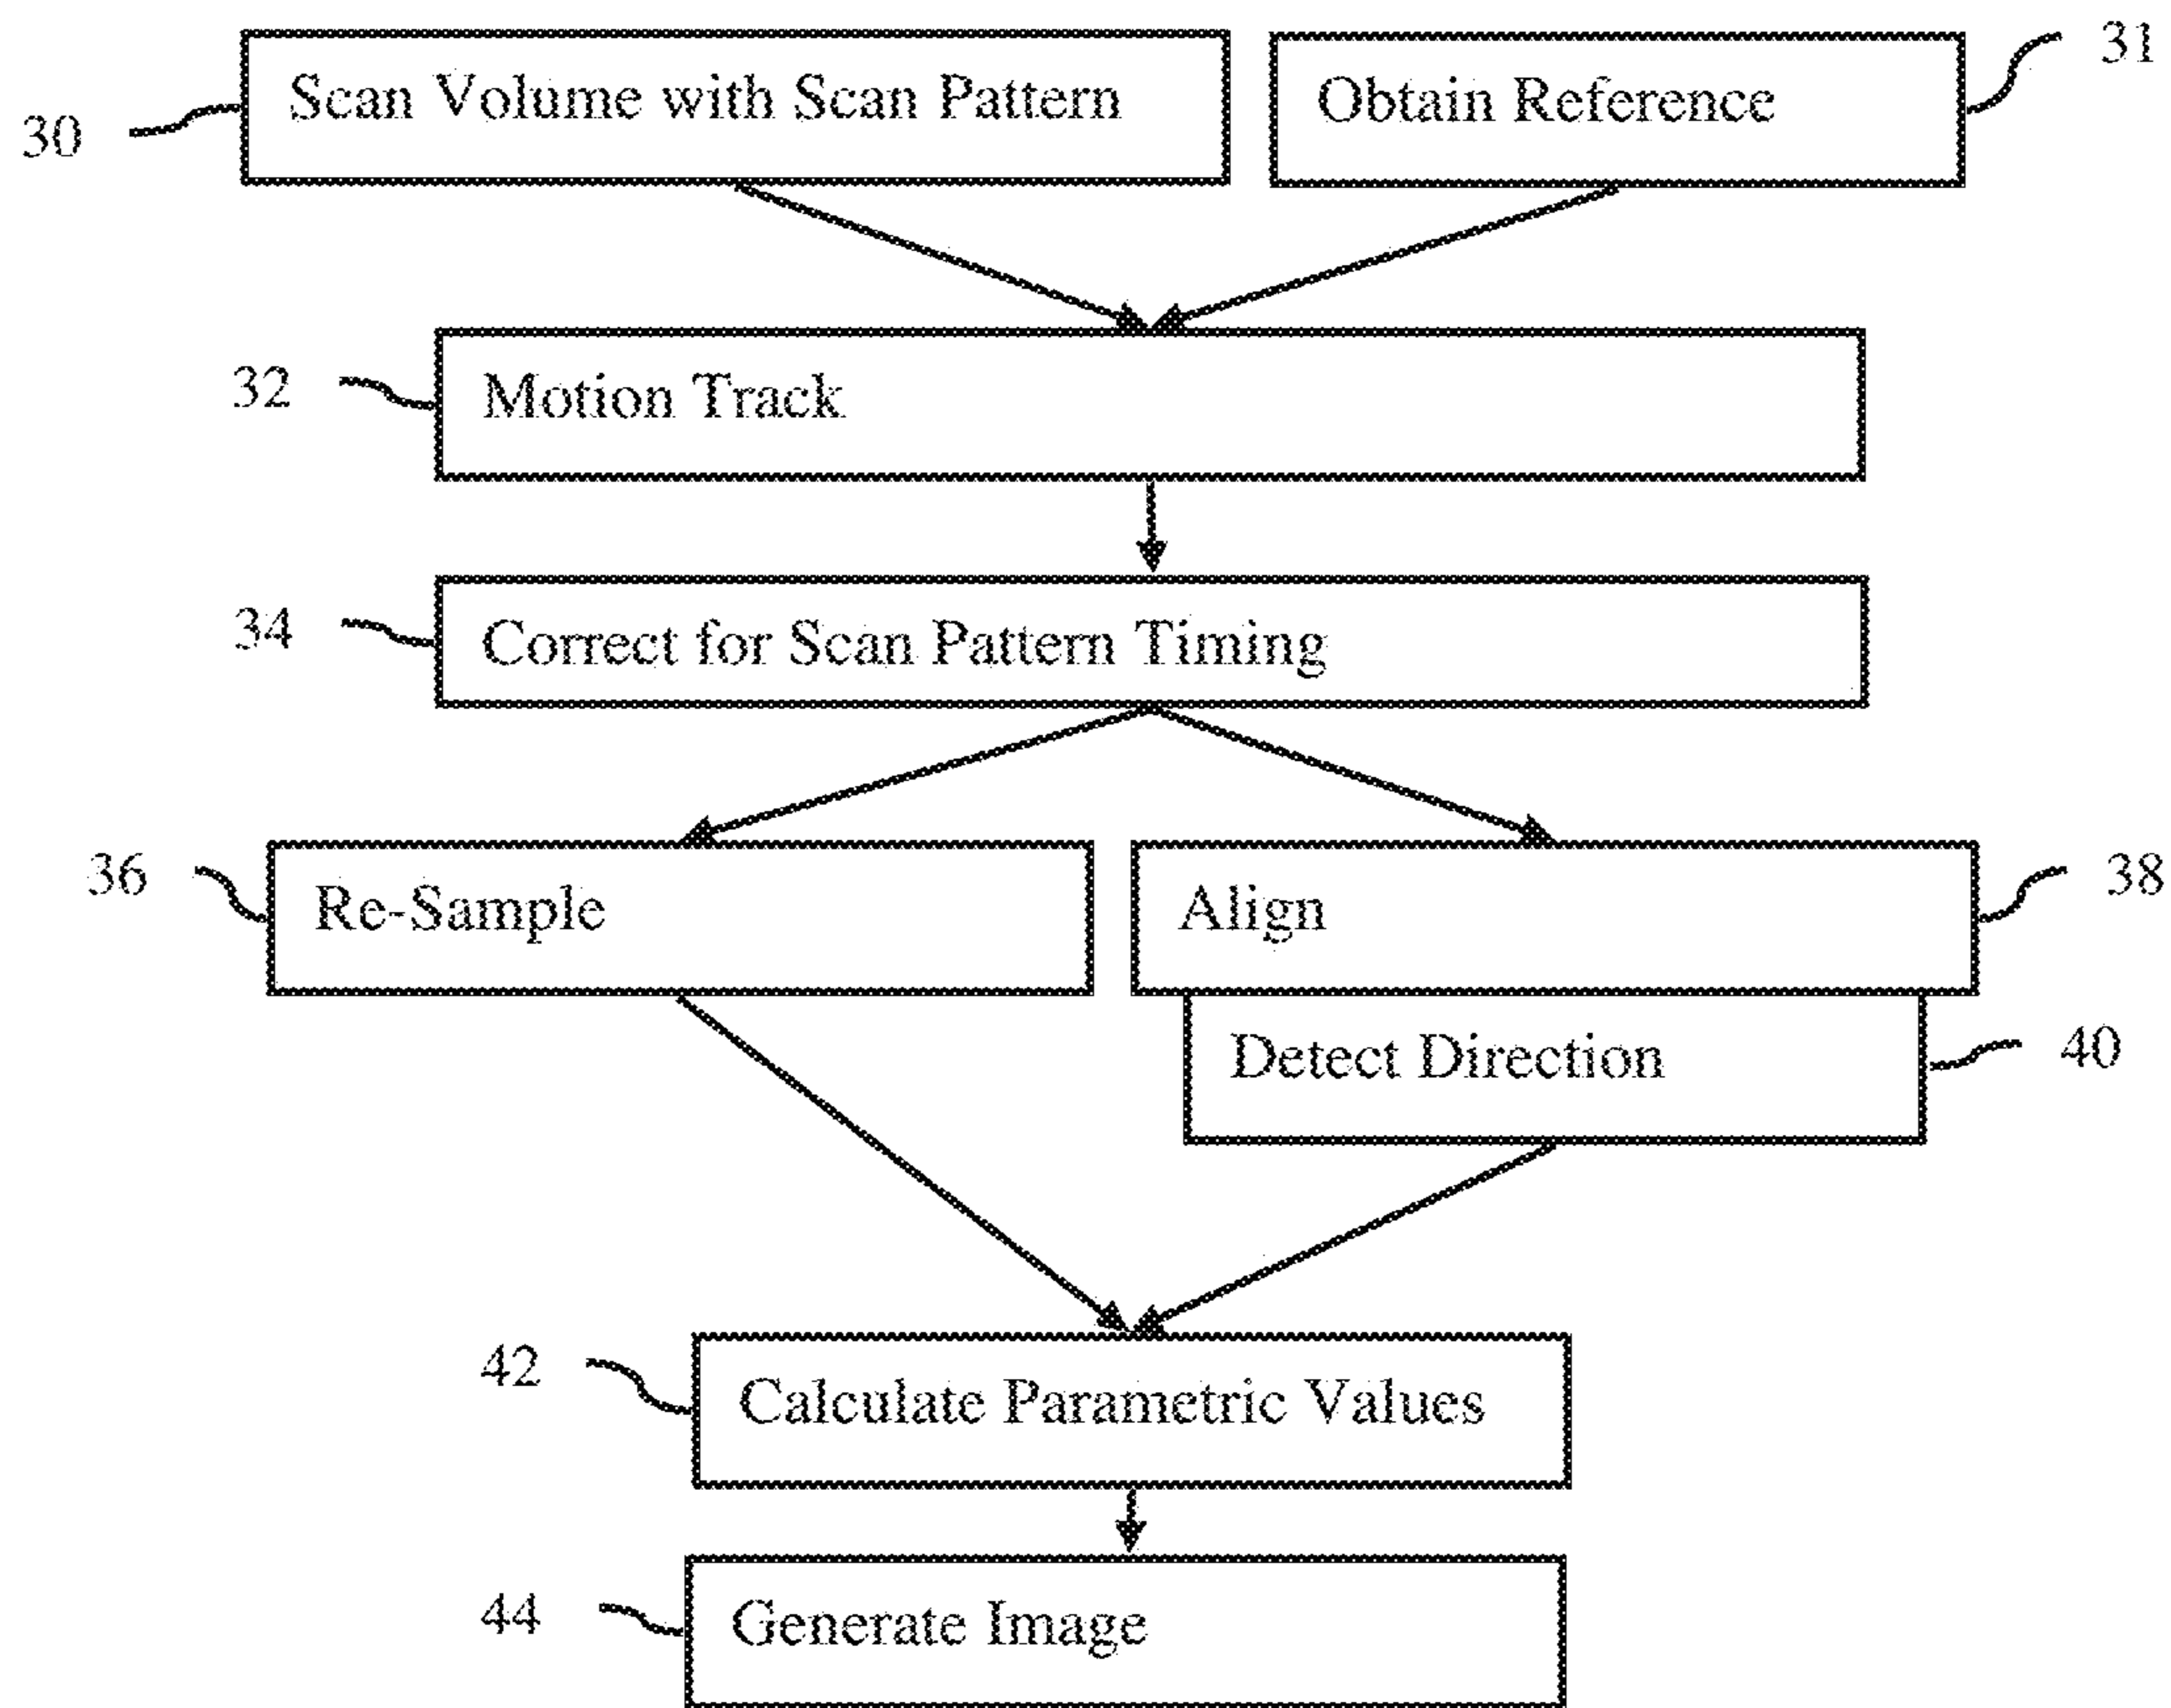 30
Scan Volume with Scan Pattern
Obtain Reference
31
32
Motion Track
34
Correct for Scan Pattern Timing
36
Re-Sample
Align
38
Detect Direction
40
42
Calculate Parametric Values
44
Generate Image